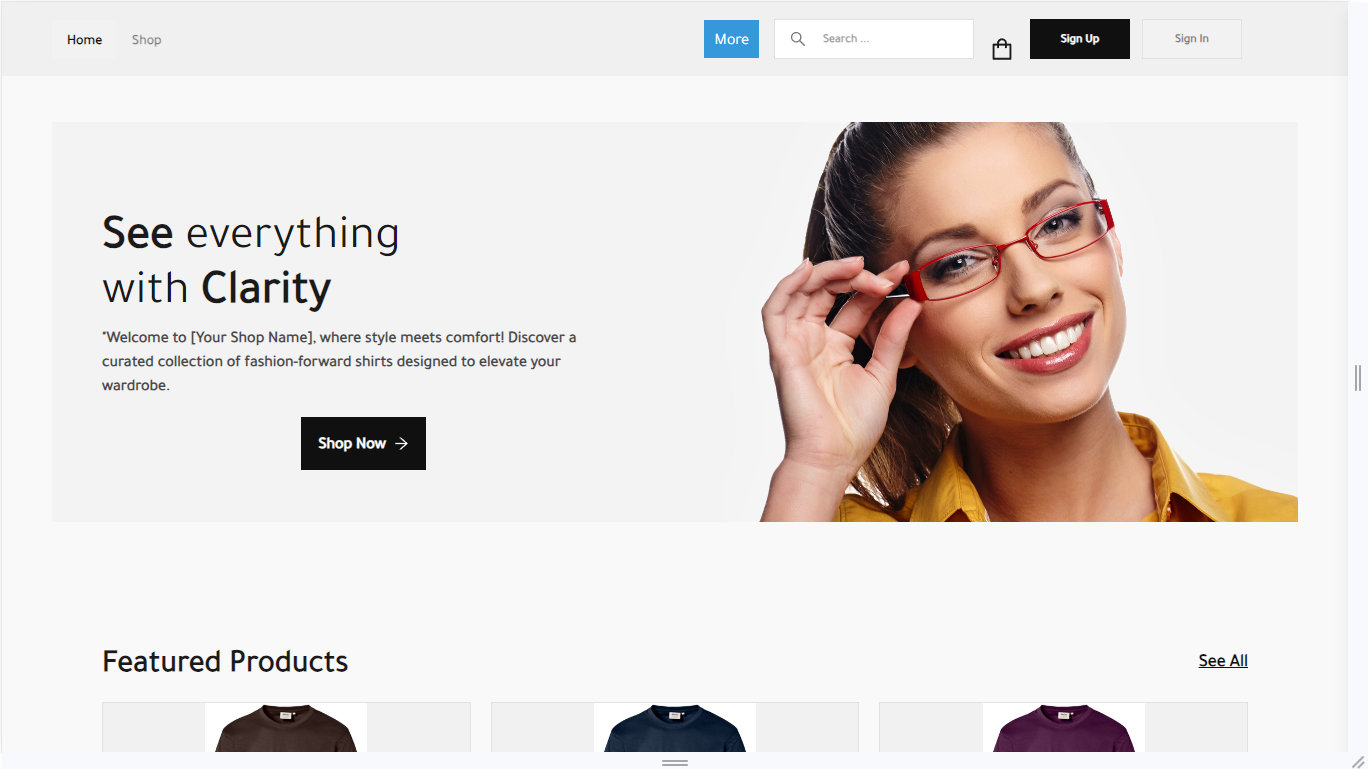 Home
Shop
More
Search ...
Sign Up
Sign In
See everything
with Clarity
"Welcome to [Your Shop Name], where style meets comfort! Discover a
curated collection of fashion-forward shirts designed to elevate your
wardrobe.
Shop Now
Featured Products
See All